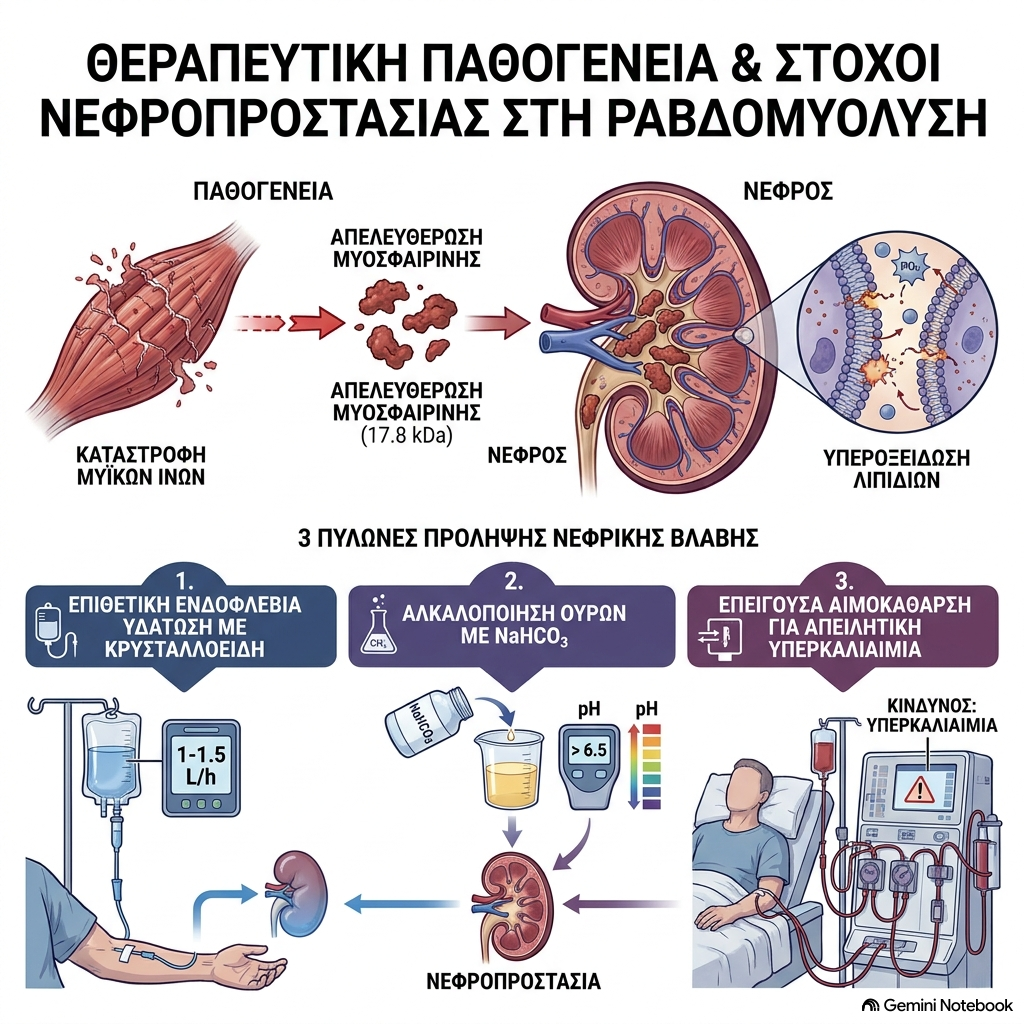 ΘΕΡΑΠΕΥΤΙΚΗ ΠΑΘΟΓΕΝΕΙΑ & ΣΤΟΧΟΙ
ΝΕΦΡΟΠΡΟΣΤΑΣΙΑΣ ΣΤΗ ΡΑΒΔΟΜΥΟΛΥΣΗ
ΠΑΘΟΓΕΝΕΙΑ
ΝΕΦΡΟΣ
ΑΠΕΛΕΥΘΕΡΩΣΗ
ΜΥΟΣΦΑΙΡΙΝΗΣ
ΑΠΕΛΕΥΘΕΡΩΣΗ
ΜΥΟΣΦΑΙΡΙΝΗΣ
(17.8 kDa)
ΚΑΤΑΣΤΡΟΦΗ
ΜΥΪΚΩΝ ΙΝΩΝ
ΝΕΦΡΟΣ
ΥΠΕΡΟΞΕΙΔΩΣΗ
ΛΙΠΙΔΙΩΝ
3 ΠΥΛΩΝΕΣ ΠΡΟΛΗΨΗΣ ΝΕΦΡΙΚΗΣ ΒΛΑΒΗΣ
1.
ΕΠΙΘΕΤΙΚΗ ΕΝΔΟΦΛΕΒΙΑ
ΥΔΑΤΩΣΗ ΜΕ
ΚΡΥΣΤΑΛΛΟΕΙΔΗ
2.
ΑΛΚΑΛΟΠΟΙΗΣΗ ΟΥΡΩΝ
ΜΕ NaHCO₃
3.
ΕΠΕΙΓΟΥΣΑ ΑΙΜΟΚΑΘΑΡΣΗ
ΓΙΑ ΑΠΕΙΛΗΤΙΚΗ
ΥΠΕΡΚΑΛΙΑΙΜΙΑ
1-1.5
L/h
NaHCO₃
pH
> 6.5
pH
ΚΙΝΔΥΝΟΣ:
ΥΠΕΡΚΑΛΙΑΙΜΙΑ
ΝΕΦΡΟΠΡΟΣΤΑΣΙΑ
Gemini Notebook